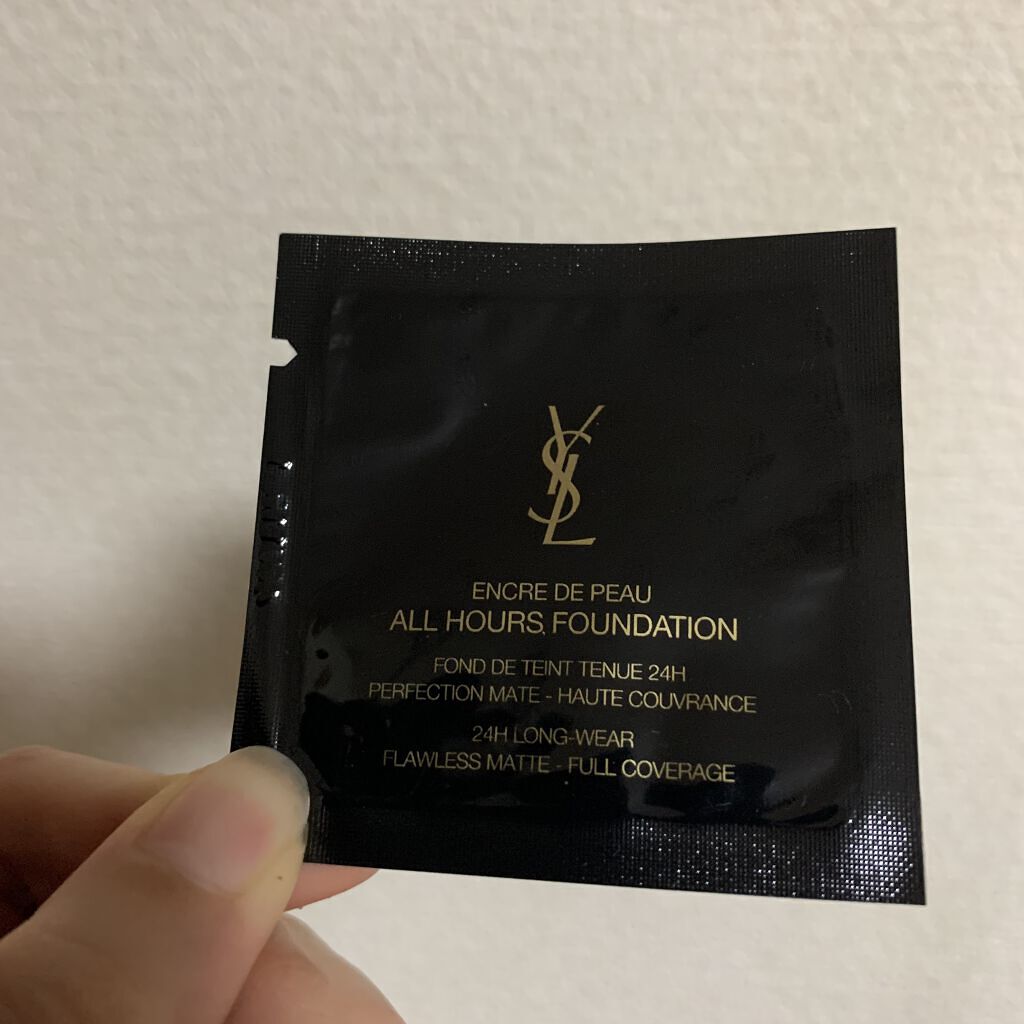 YSL
ENCRE DE PEAU
ALL HOURS FOUNDATION
FOND DE TEINT TENUE 24H
PERFECTION MATE - HAUTE COUVRANCE
24H LONG-WEAR
FLAWLESS MATTE - FULL COVERAGE